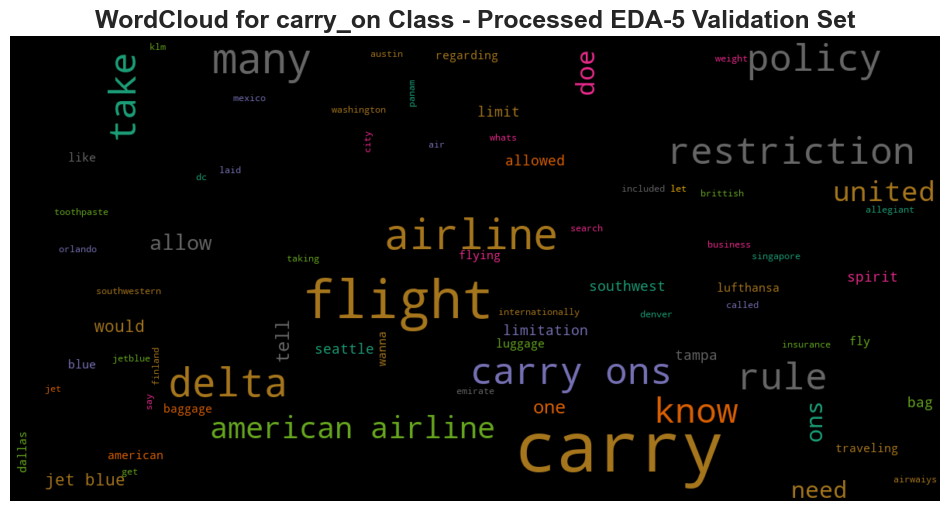 WordCloud for carry_on Class - Processed EDA-5 Validation Set
klm
take
many
austin
regarding
doe
weight
policy
mexico
washington
panam
limit
like
city
air
whats
allowed
restriction
dc
laid
included
let
brittish
united
allegiant
toothpaste
orlando
allow
airline
search
flying
business
singapore
taking
southwestern
flight
southwest
lufthansa
spirit
called
internationally
denver
would
tell
seattle
wanna
limitation
luggage
tampa
insurance
fly
blue
jetblue
finland
jet
say
delta
baggage
emirate
carry ons
rule
one
know
ons
bag
american airline
carry
dallas
american
get
jet blue
traveling
need
airwaiys